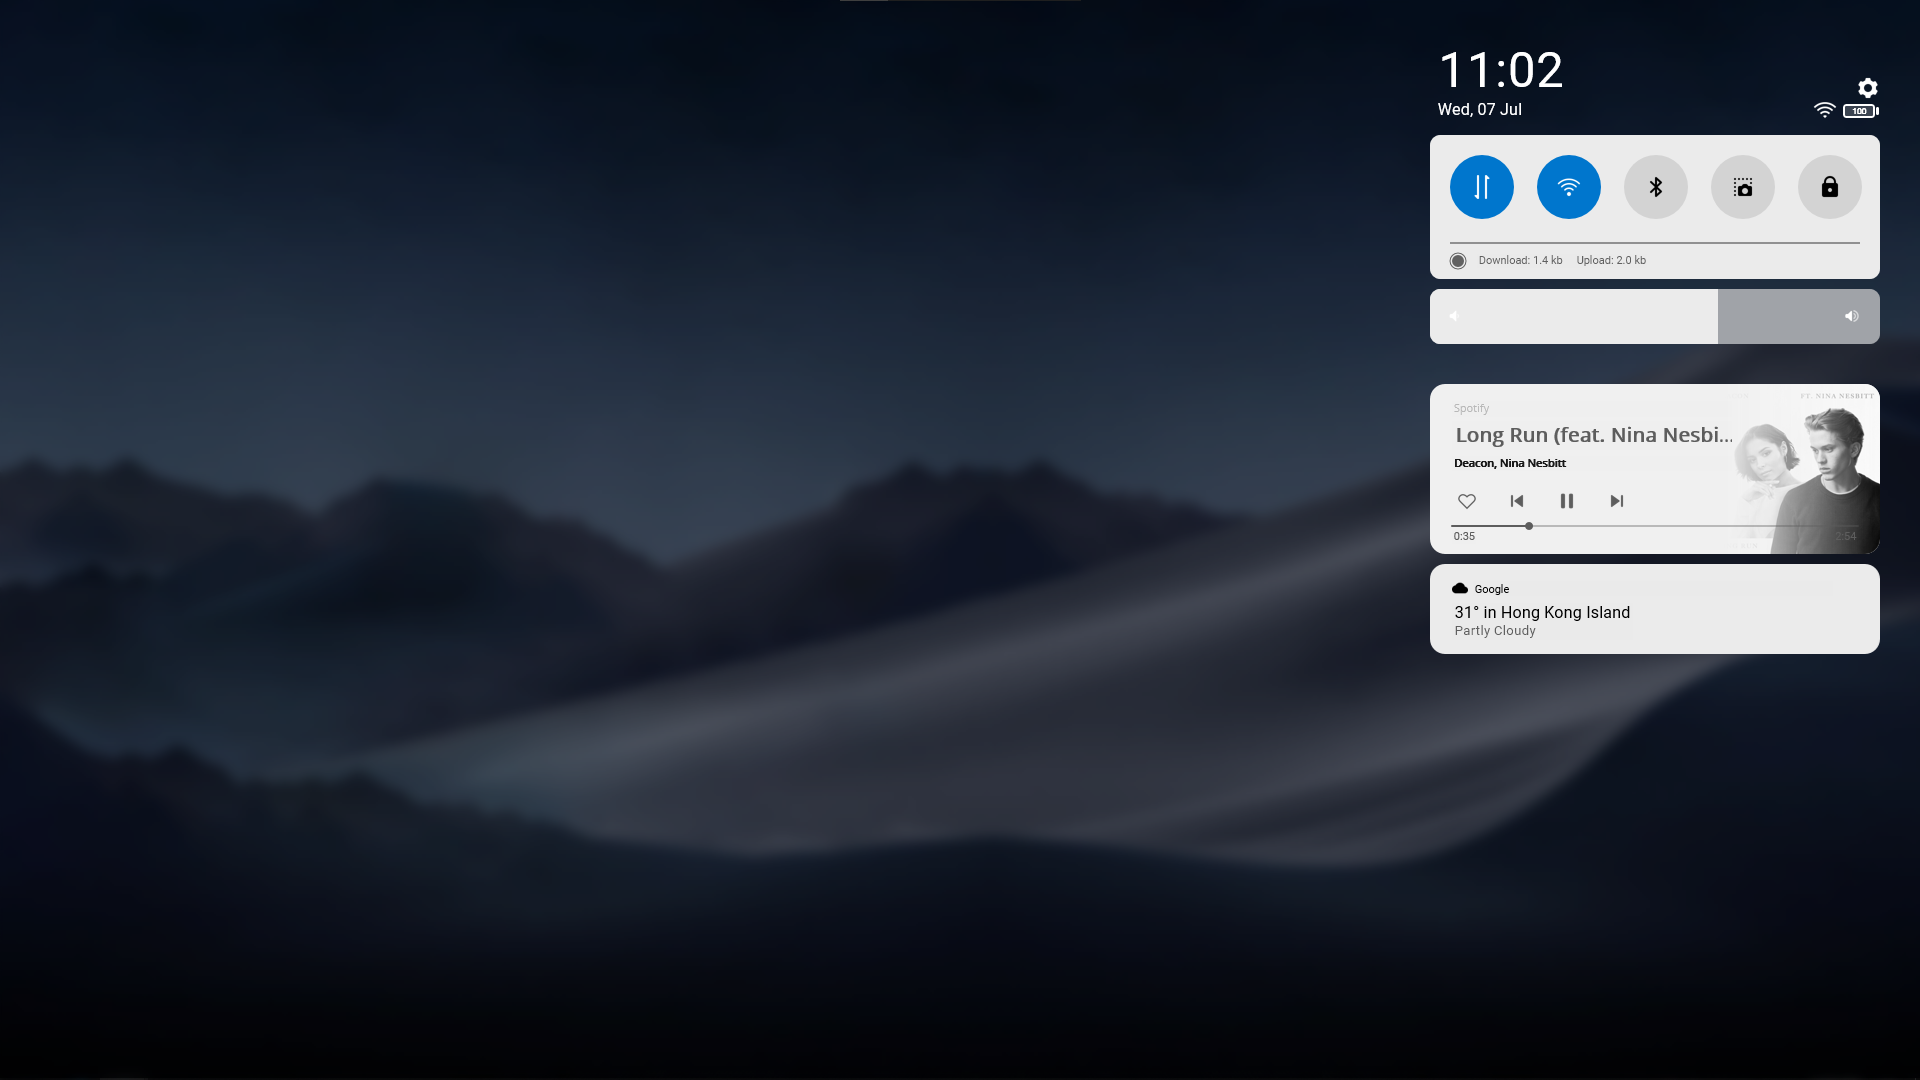 11:02
Wed, 07 Jul
100
Download: 1.4 kb Upload: 2.0 kb
FT. NINA NESBITT
Spotify
Long Run (feat. Nina Nesbi...
Deacon, Nina Nesbitt
0:35 2:54
Google
31° in Hong Kong Island
Partly Cloudy